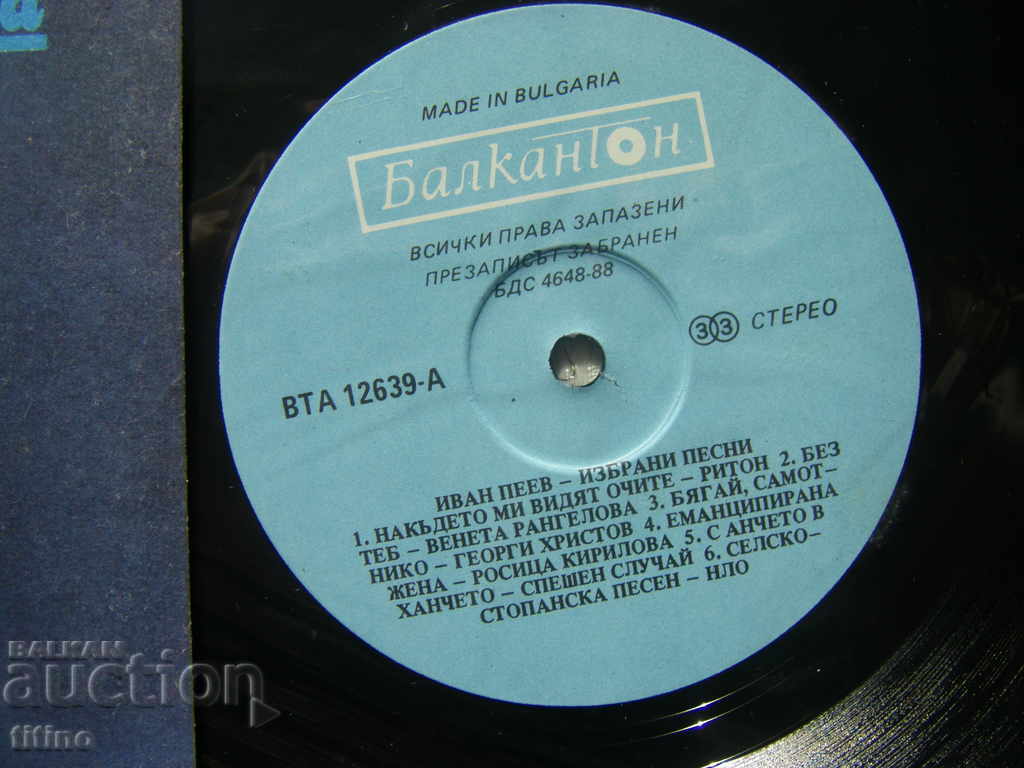 а
MADE IN BULGARIA
Балкантон
ВСИЧКИ ПРАВА ЗАПАЗЕНИ
ПРЕЗАПИСЪТ ЗАБРАНЕН
БДС 4648-88
33 СТЕРЕО
ВТА 12639-А
ИВАН ПЕЕВ – ИЗБРАНИ ПЕСНИ
1. НАКЪДЕТО МИ ВИДЯТ ОЧИТЕ – РИТОН 2. БЕЗ
ТЕБ – ВЕНЕТА РАНГЕЛОВА 3. БЯГАЙ, САМОТ–
НИКО – ГЕОРГИ ХРИСТОВ 4. ЕМАНЦИПИРАНА
ЖЕНА – РОСИЦА КИРИЛОВА 5. С АНЧЕТО В
ХАНЧЕТО – СПЕШЕН СЛУЧАЙ 6. СЕЛСКО–
СТОПАНСКА ПЕСЕН – НЛО
BALKAN
auction
titino